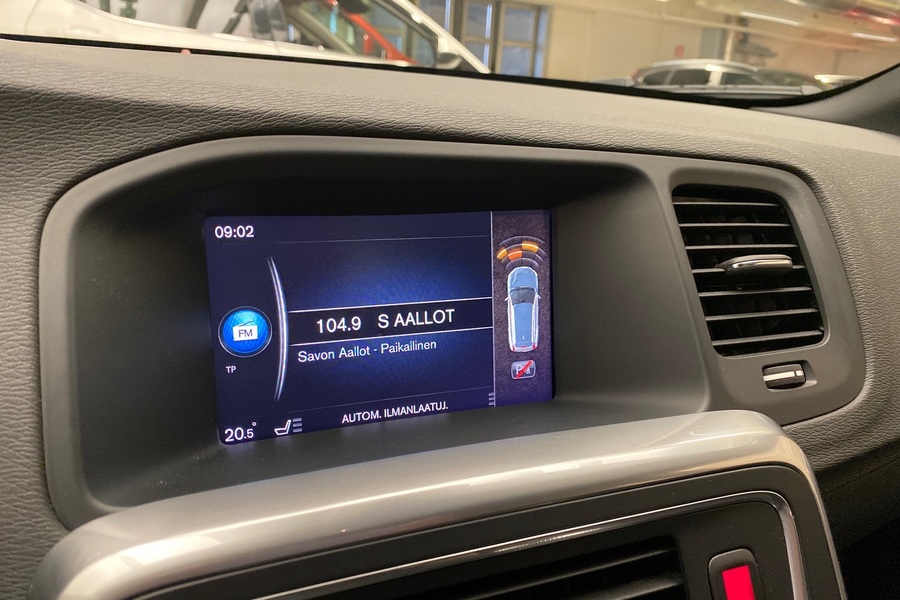 09:02
104.9 S AALLOT
FM
Savon Aallot - Paikallinen
TP
AUTOM. ILMANLAATUJ.
20.5°